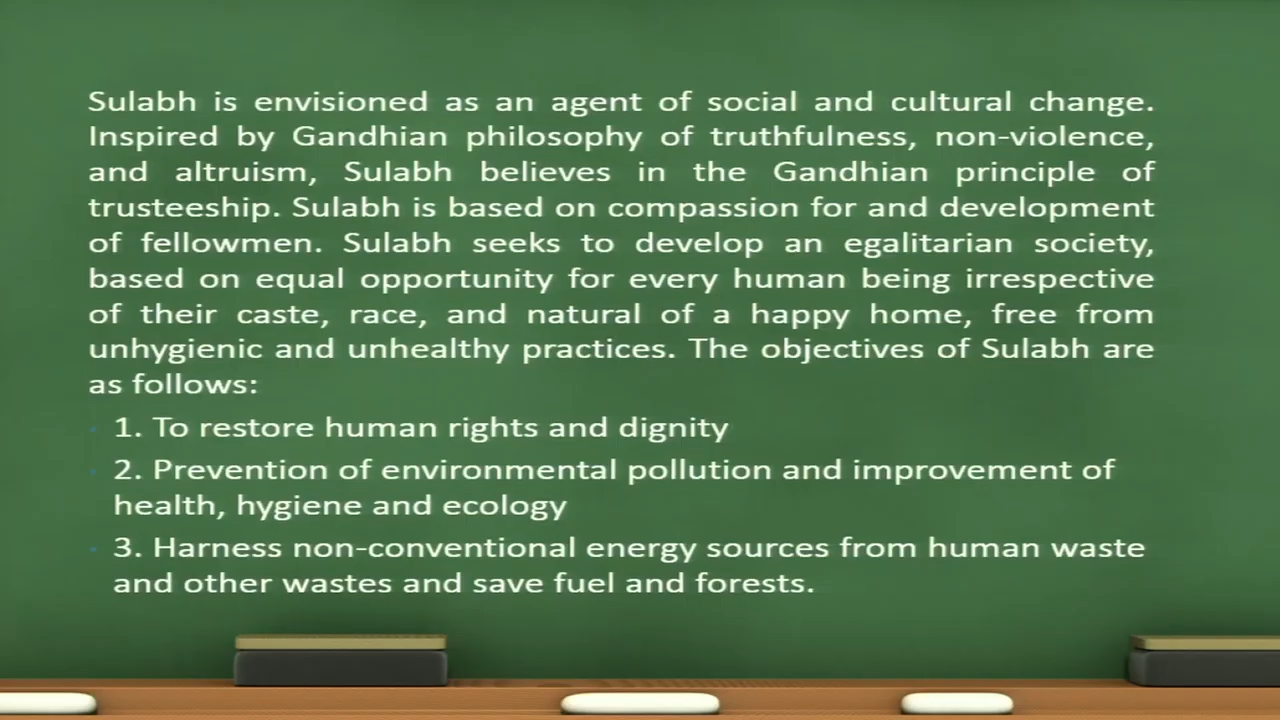 Sulabh is envisioned as an agent of social and cultural change.
Inspired by Gandhian philosophy of truthfulness, non-violence,
and altruism, Sulabh believes in the Gandhian principle of
trusteeship. Sulabh is based on compassion for and development
of fellowmen. Sulabh seeks to develop an egalitarian society,
based on equal opportunity for every human being irrespective
of their caste, race, and natural of a happy home, free from
unhygienic and unhealthy practices. The objectives of Sulabh are
as follows:
1. To restore human rights and dignity
2. Prevention of environmental pollution and improvement of
health, hygiene and ecology
3. Harness non-conventional energy sources from human waste
and other wastes and save fuel and forests.